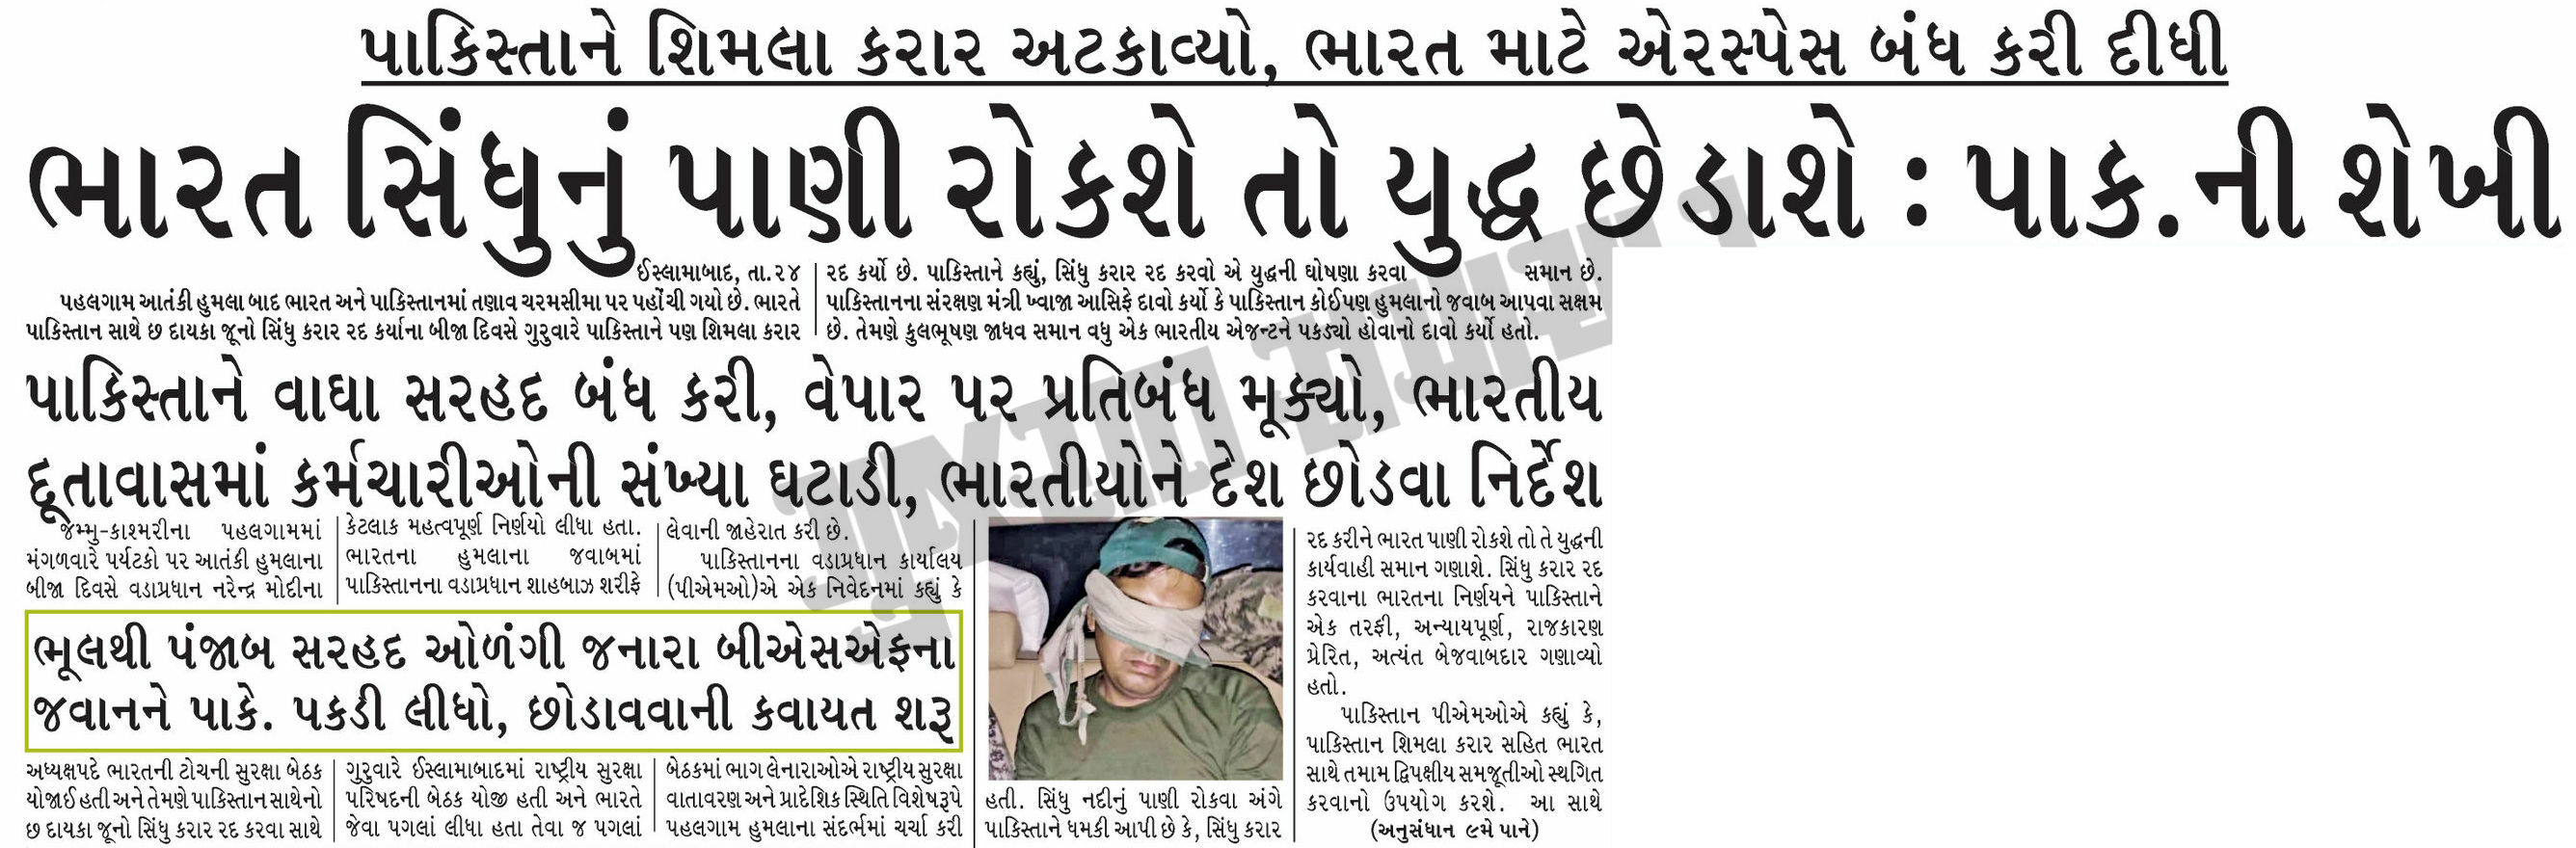 પાકિસ્તાને શિમલા કરાર અટકાવ્યો, ભારત માટે એરસ્પેસ બંધ કરી દીધી
ભારત સિંધુનું પાણી રોકશે તો યુદ્ધ છેડાશે : પાક.ની શેખી
ઈસ્લામાબાદ, તા.૨૪
પહલગામ આતંકી હુમલા બાદ ભારત અને પાકિસ્તાનમાં તણાવ ચરમસીમા પર પહોંચી ગયો છે. ભારતે
પાકિસ્તાન સાથે છ દાયકા જૂનો સિંધુ કરાર રદ કર્યાના બીજા દિવસે ગુરુવારે પાકિસ્તાને પણ શિમલા કરાર
રદ કર્યો છે. પાકિસ્તાને કહ્યું, સિંધુ કરાર રદ કરવો એ યુદ્ધની ઘોષણા કરવા સમાન છે.
પાકિસ્તાનના સંરક્ષણ મંત્રી ખ્વાજા આસિફે દાવો કર્યો કે પાકિસ્તાન કોઈપણ હુમલાનો જવાબ આપવા સક્ષમ
છે. તેમણે કુલભૂષણ જાધવ સમાન વધુ એક ભારતીય એજન્ટને પકડ્યો હોવાનો દાવો કર્યો હતો.
પાકિસ્તાને વાઘા સરહદ બંધ કરી, વેપાર પર પ્રતિબંધ મૂક્યો, ભારતીય
દૂતાવાસમાં કર્મચારીઓની સંખ્યા ઘટાડી, ભારતીયોને દેશ છોડવા નિર્દેશ
જમ્મુ-કાશ્મરીના પહલગામમાં
મંગળવારે પર્યટકો પર આતંકી હુમલાના
બીજા દિવસે વડાપ્રધાન નરેન્દ્ર મોદીના
અધ્યક્ષપદે ભારતની ટોચની સુરક્ષા બેઠક
યોજાઈ હતી અને તેમણે પાકિસ્તાન સાથેનો
છ દાયકા જૂનો સિંધુ કરાર રદ કરવા સાથે
કેટલાક મહત્વપૂર્ણ નિર્ણયો લીધા હતા.
ભારતના હુમલાના જવાબમાં
પાકિસ્તાનના વડાપ્રધાન શાહબાઝ શરીફે
ગુરુવારે ઈસ્લામાબાદમાં રાષ્ટ્રીય સુરક્ષા
પરિષદની બેઠક યોજી હતી અને ભારતે
જેવા પગલાં લીધા હતા તેવા જ પગલાં
લેવાની જાહેરાત કરી છે.
પાકિસ્તાનના વડાપ્રધાન કાર્યાલય
(પીએમઓ)એ એક નિવેદનમાં કહ્યું કે
બેઠકમાં ભાગ લેનારાઓએ રાષ્ટ્રીય સુરક્ષા
વાતાવરણ અને પ્રાદેશિક સ્થિતિ વિશેષરૂપે
પહલગામ હુમલાના સંદર્ભમાં ચર્ચા કરી
ભૂલથી પંજાબ સરહદ ઓળંગી જનારા બીએસએફના
જવાનને પાકે. પકડી લીધો, છોડાવવાની કવાયત શરૂ
હતી. સિંધુ નદીનું પાણી રોકવા અંગે
પાકિસ્તાને ધમકી આપી છે કે, સિંધુ કરાર
રદ કરીને ભારત પાણી રોકશે તો તે યુદ્ધની
કાર્યવાહી સમાન ગણાશે. સિંધુ કરાર રદ
કરવાના ભારતના નિર્ણયને પાકિસ્તાને
એક તરફી, અન્યાયપૂર્ણ, રાજકારણ
પ્રેરિત, અત્યંત બેજવાબદાર ગણાવ્યો
હતો.
પાકિસ્તાન પીએમઓએ કહ્યું કે,
પાકિસ્તાન શિમલા કરાર સહિત ભારત
સાથે તમામ દ્વિપક્ષીય સમજૂતીઓ સ્થગિત
કરવાનો ઉપયોગ કરશે. આ સાથે
(અનુસંધાન ૯મે પાને)
ગુજરાત સમાચાર